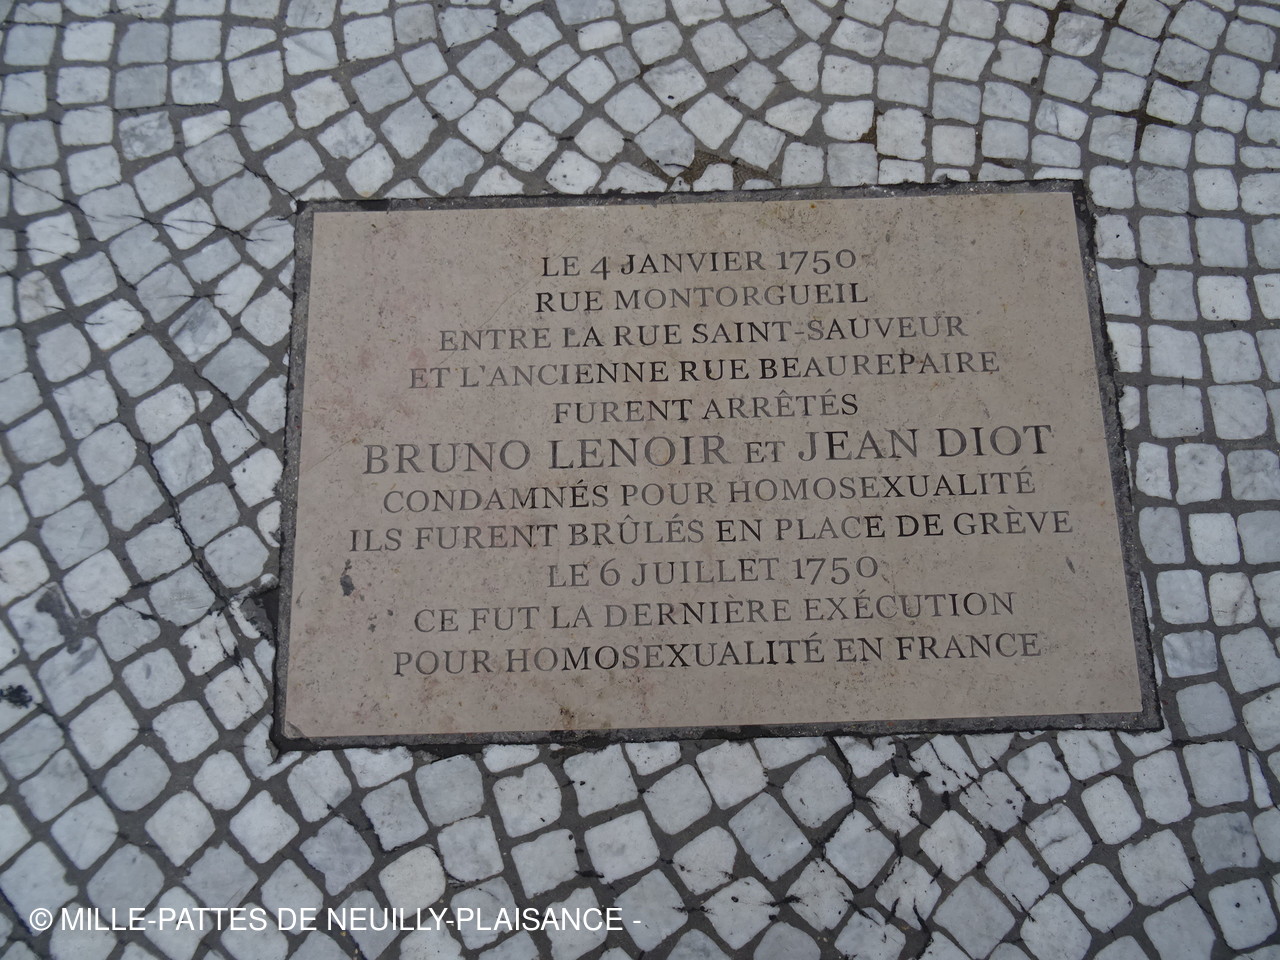 LE 4 JANVIER 1750
RUE MONTORGUEIL
ENTRE LA RUE SAINT-SAUVEUR
ET L'ANCIENNE RUE BEAUREPAIRE
FURENT ARRÊTÉS
BRUNO LENOIR ET JEAN DIOT
CONDAMNÉS POUR HOMOSEXUALITÉ
ILS FURENT BRÛLÉS EN PLACE DE GRÈVE
LE 6 JUILLET 1750
CE FUT LA DERNIÈRE EXÉCUTION
POUR HOMOSEXUALITÉ EN FRANCE
© MILLE-PATTES DE NEUILLY-PLAISANCE -